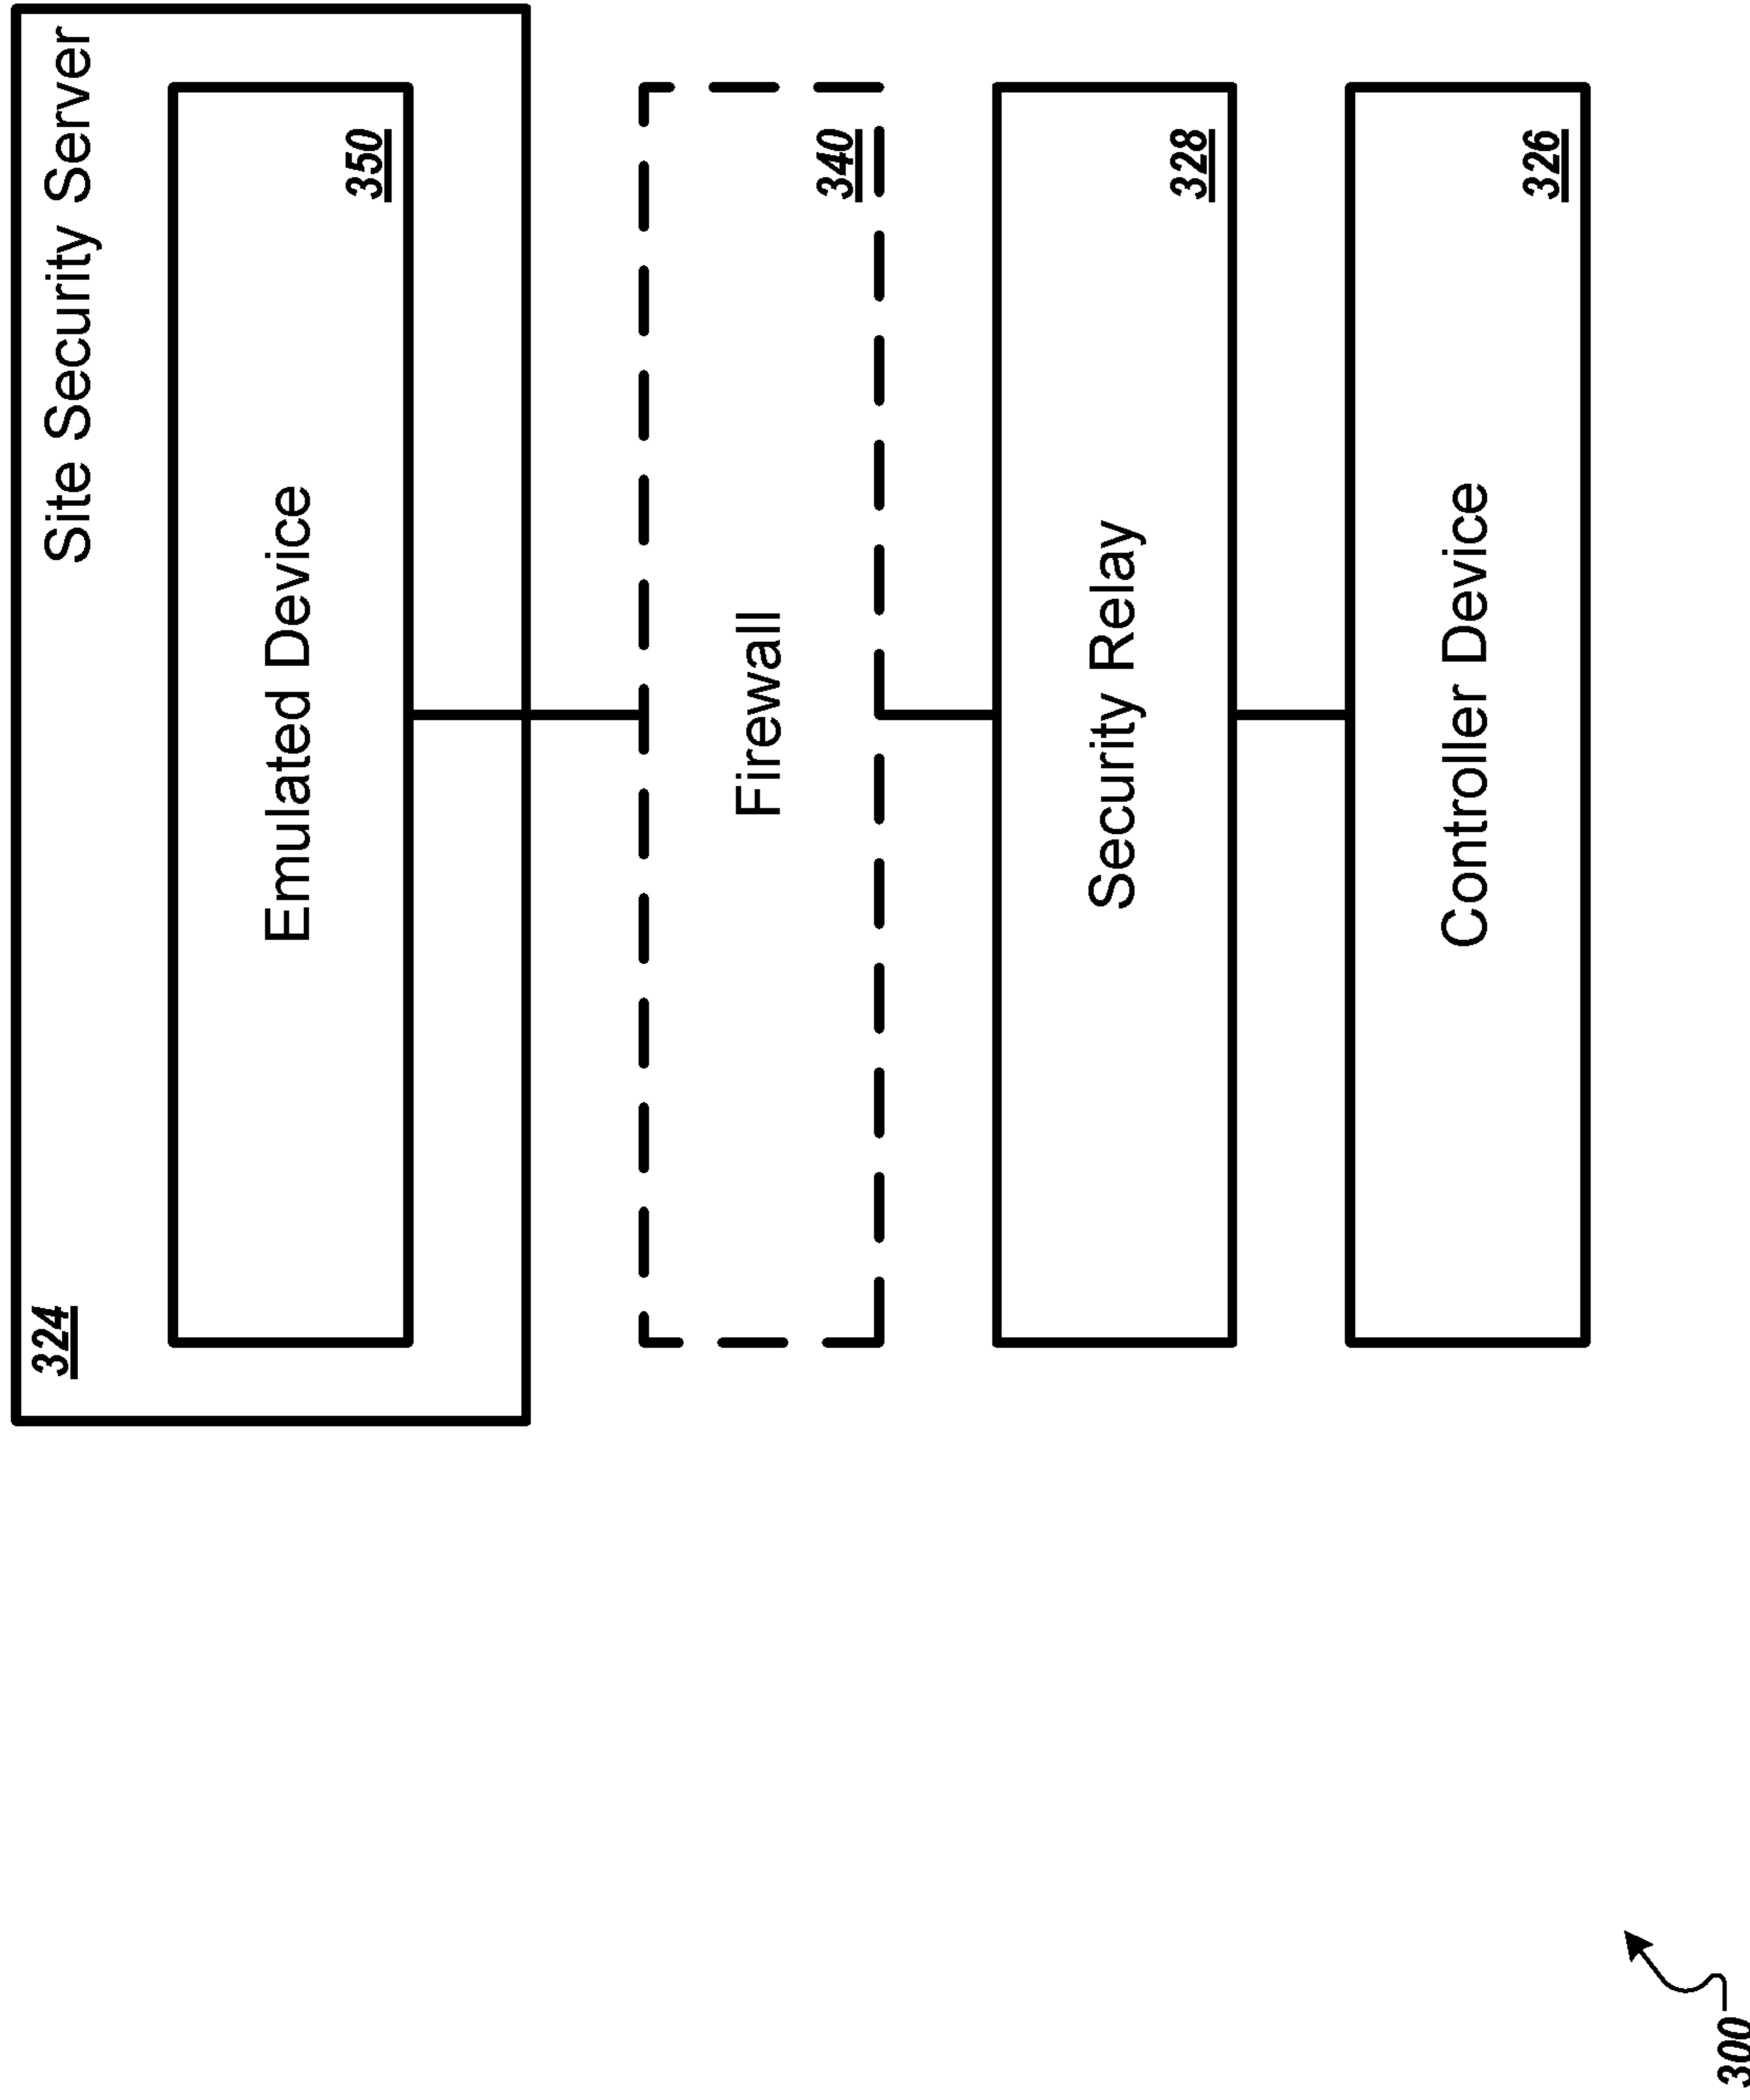 324
Site Security Server
Emulated Device
350
Firewall
340
Security Relay
328
Controller Device
326
300